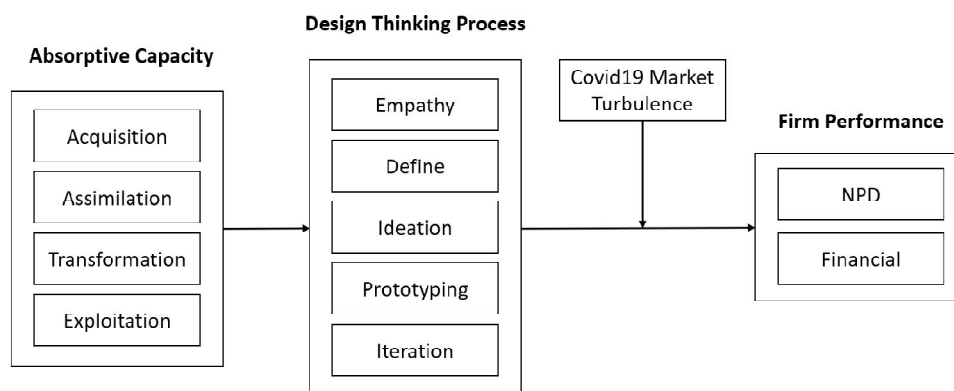 Absorptive Capacity
Acquisition
Assimilation
Transformation
Exploitation
Design Thinking Process
Empathy
Define
Ideation
Prototyping
Iteration
Covid19 Market
Turbulence
Firm Performance
NPD
Financial